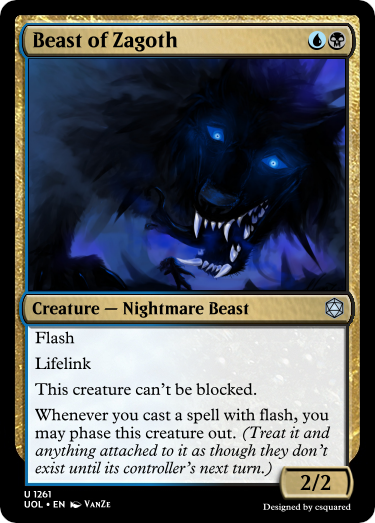 Beast of Zagoth
Creature — Nightmare Beast
Flash
Lifelink
This creature can't be blocked.
Whenever you cast a spell with flash, you
may phase this creature out. (Treat it and
anything attached to it as though they don't
exist until its controller's next turn.)
2/2
U 1261
UOL • EN VanZe
Designed by csquared